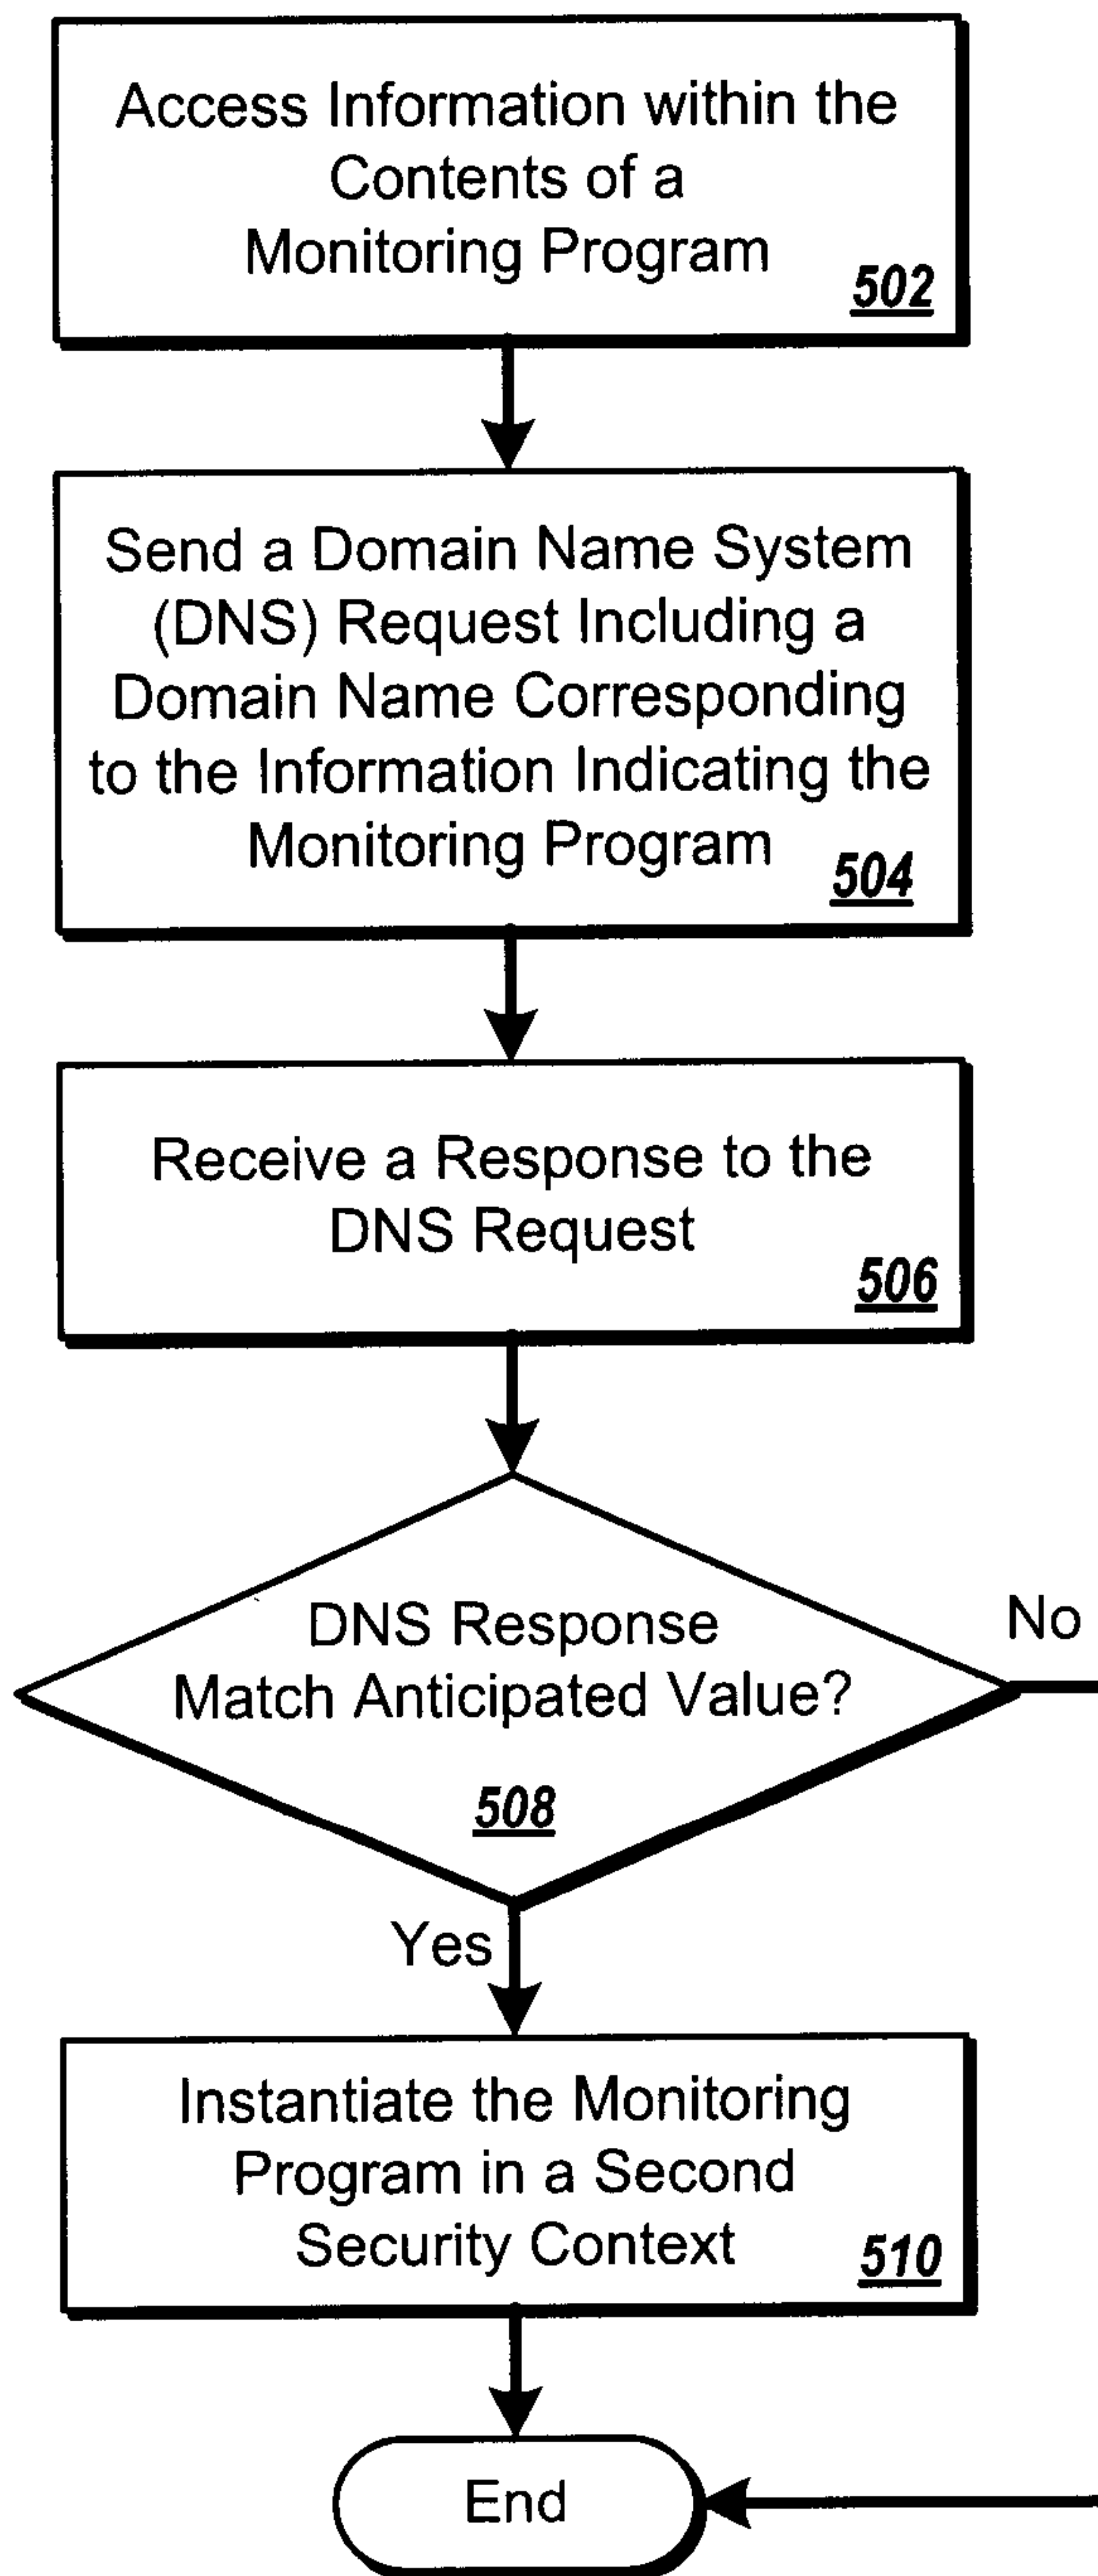 Access Information within the
Contents of a
Monitoring Program
502
Send a Domain Name System
(DNS) Request Including a
Domain Name Corresponding
to the Information Indicating the
Monitoring Program
504
Receive a Response to the
DNS Request
506
DNS Response
Match Anticipated Value?
508
No
Yes
Instantiate the Monitoring
Program in a Second
Security Context
510
End